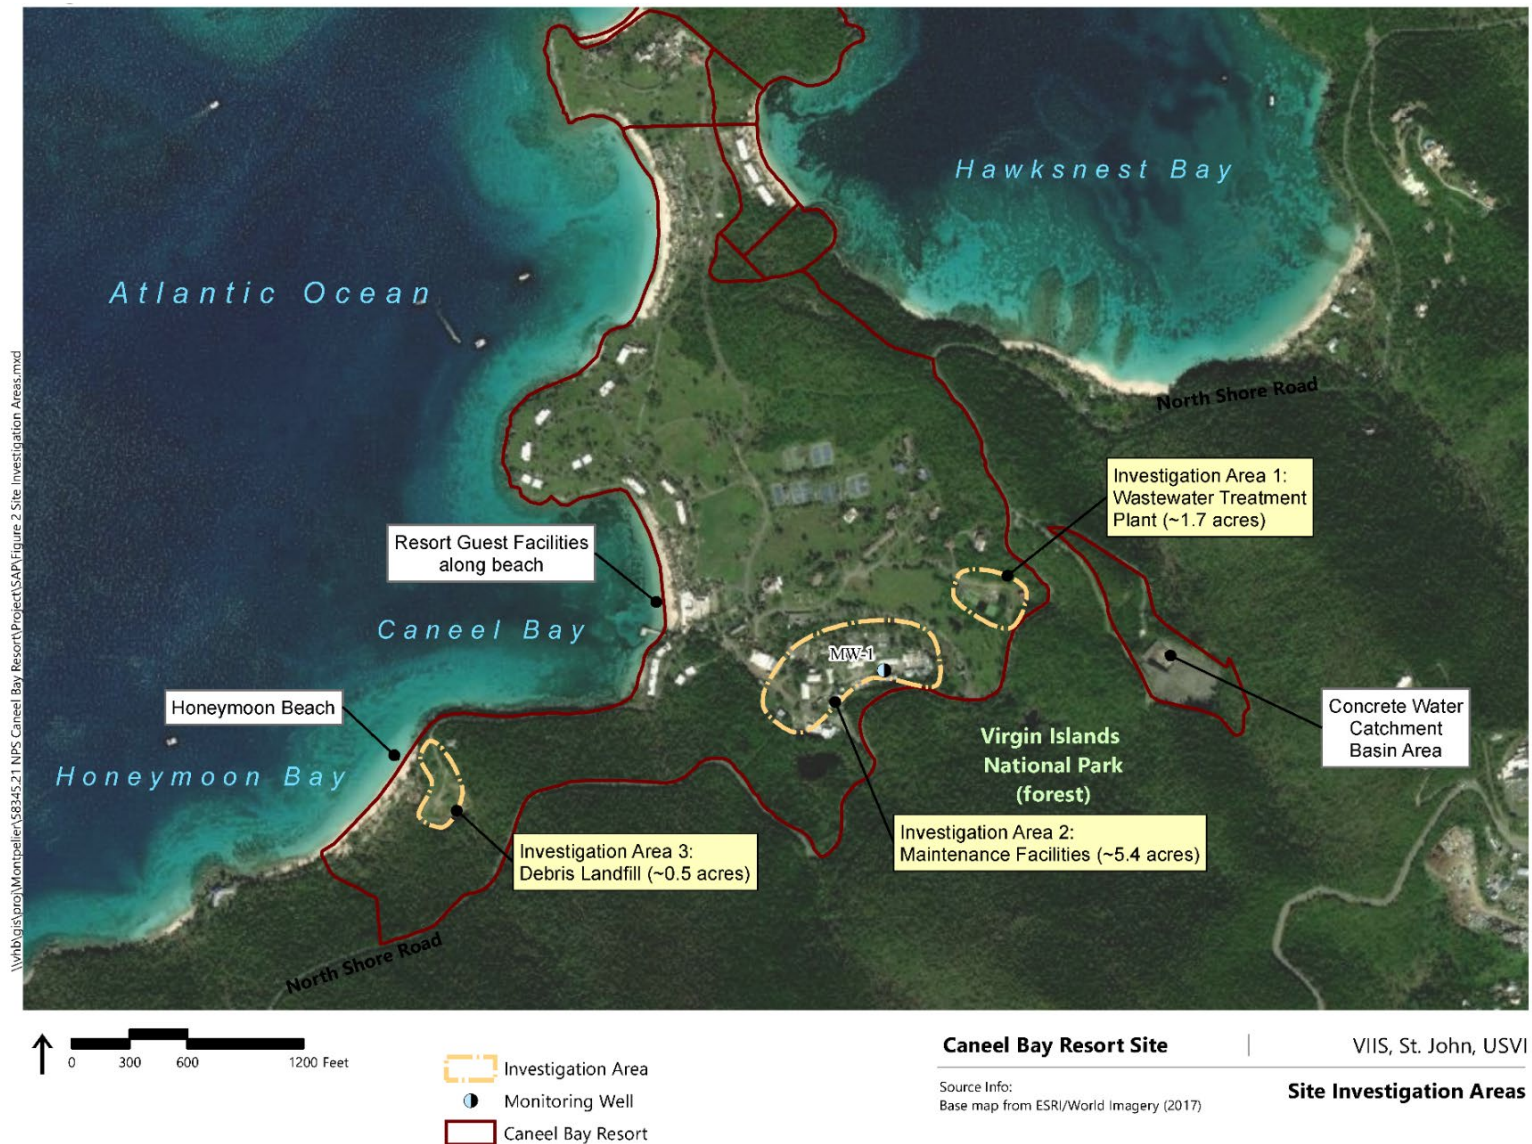 Hawksnest Bay
Atlantic Ocean
North Shore Road
Investigation Area 1:
Wastewater Treatment
Plant (~1.7 acres)
Resort Guest Facilities
along beach
Caneel Bay
MW-1
Honeymoon Beach
Concrete Water
Catchment
Basin Area
Virgin Islands
National Park
(forest)
Honeymoon Bay
Investigation Area 2:
Maintenance Facilities (~5.4 acres)
Investigation Area 3:
Debris Landfill (~0.5 acres)
North Shore Road
\\vhb\gis\proj\Montpelier\58345.21 NPS Caneel Bay Resort\Project\SAP\Figure 2 Site Investigation Areas.mxd
0 300 600 1200 Feet
Investigation Area
Monitoring Well
Caneel Bay Resort
Caneel Bay Resort Site | VIIS, St. John, USVI
Source Info:
Base map from ESRI/World Imagery (2017)
Site Investigation Areas